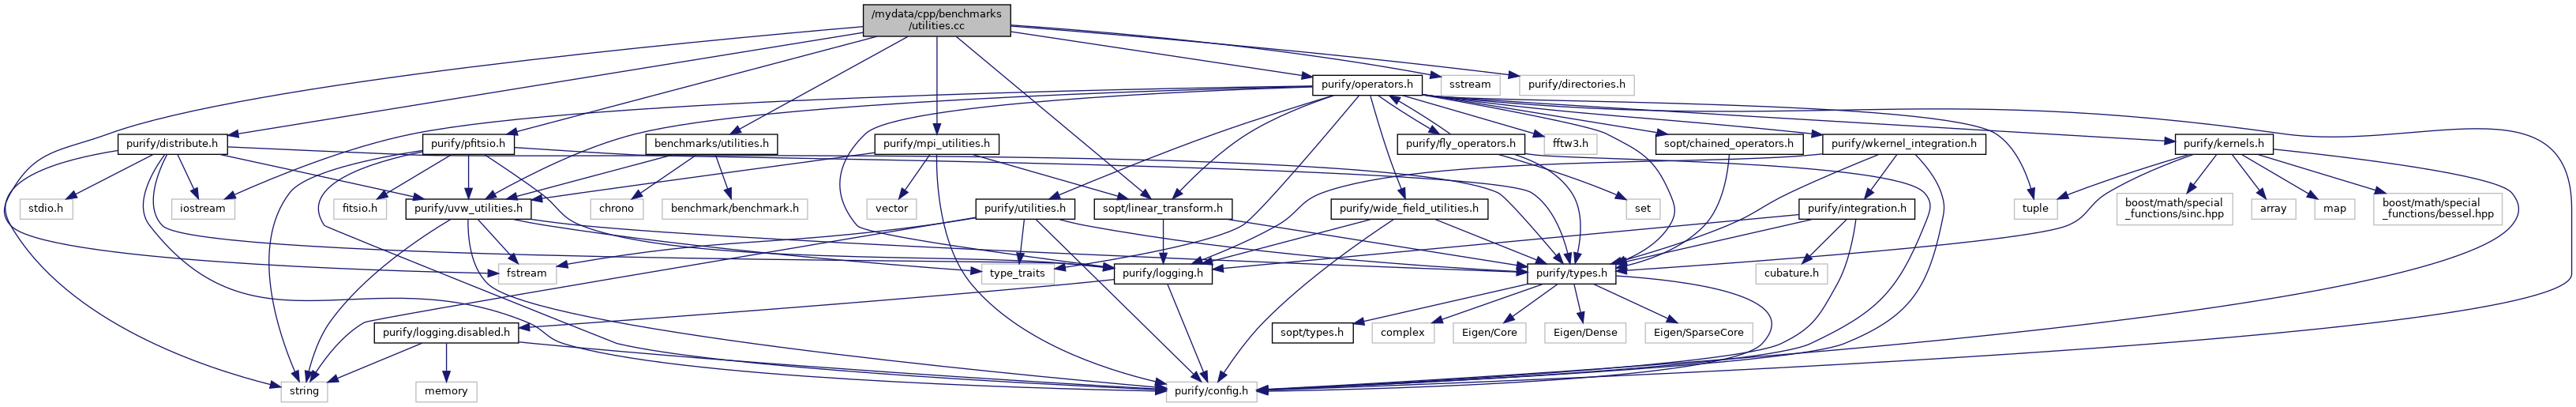 /mydata/cpp/benchmarks
/utilities.cc
purify/operators.h
sstream
purify/directories.h
purify/distribute.h
purify/pfitsio.h
benchmarks/utilities.h
purify/mpi_utilities.h
purify/fly_operators.h
fftw3.h
sopt/chained_operators.h
purify/wkernel_integration.h
purify/kernels.h
stdio.h
iostream
fitsio.h
purify/uvw_utilities.h
chrono
benchmark/benchmark.h
vector
purify/utilities.h
sopt/linear_transform.h
purify/wide_field_utilities.h
set
purify/integration.h
tuple
boost/math/special
_functions/sinc.hpp
array
map
boost/math/special
_functions/bessel.hpp
fstream
type_traits
purify/logging.h
purify/types.h
cubature.h
purify/logging.disabled.h
sopt/types.h
complex
Eigen/Core
Eigen/Dense
Eigen/SparseCore
string
memory
purify/config.h